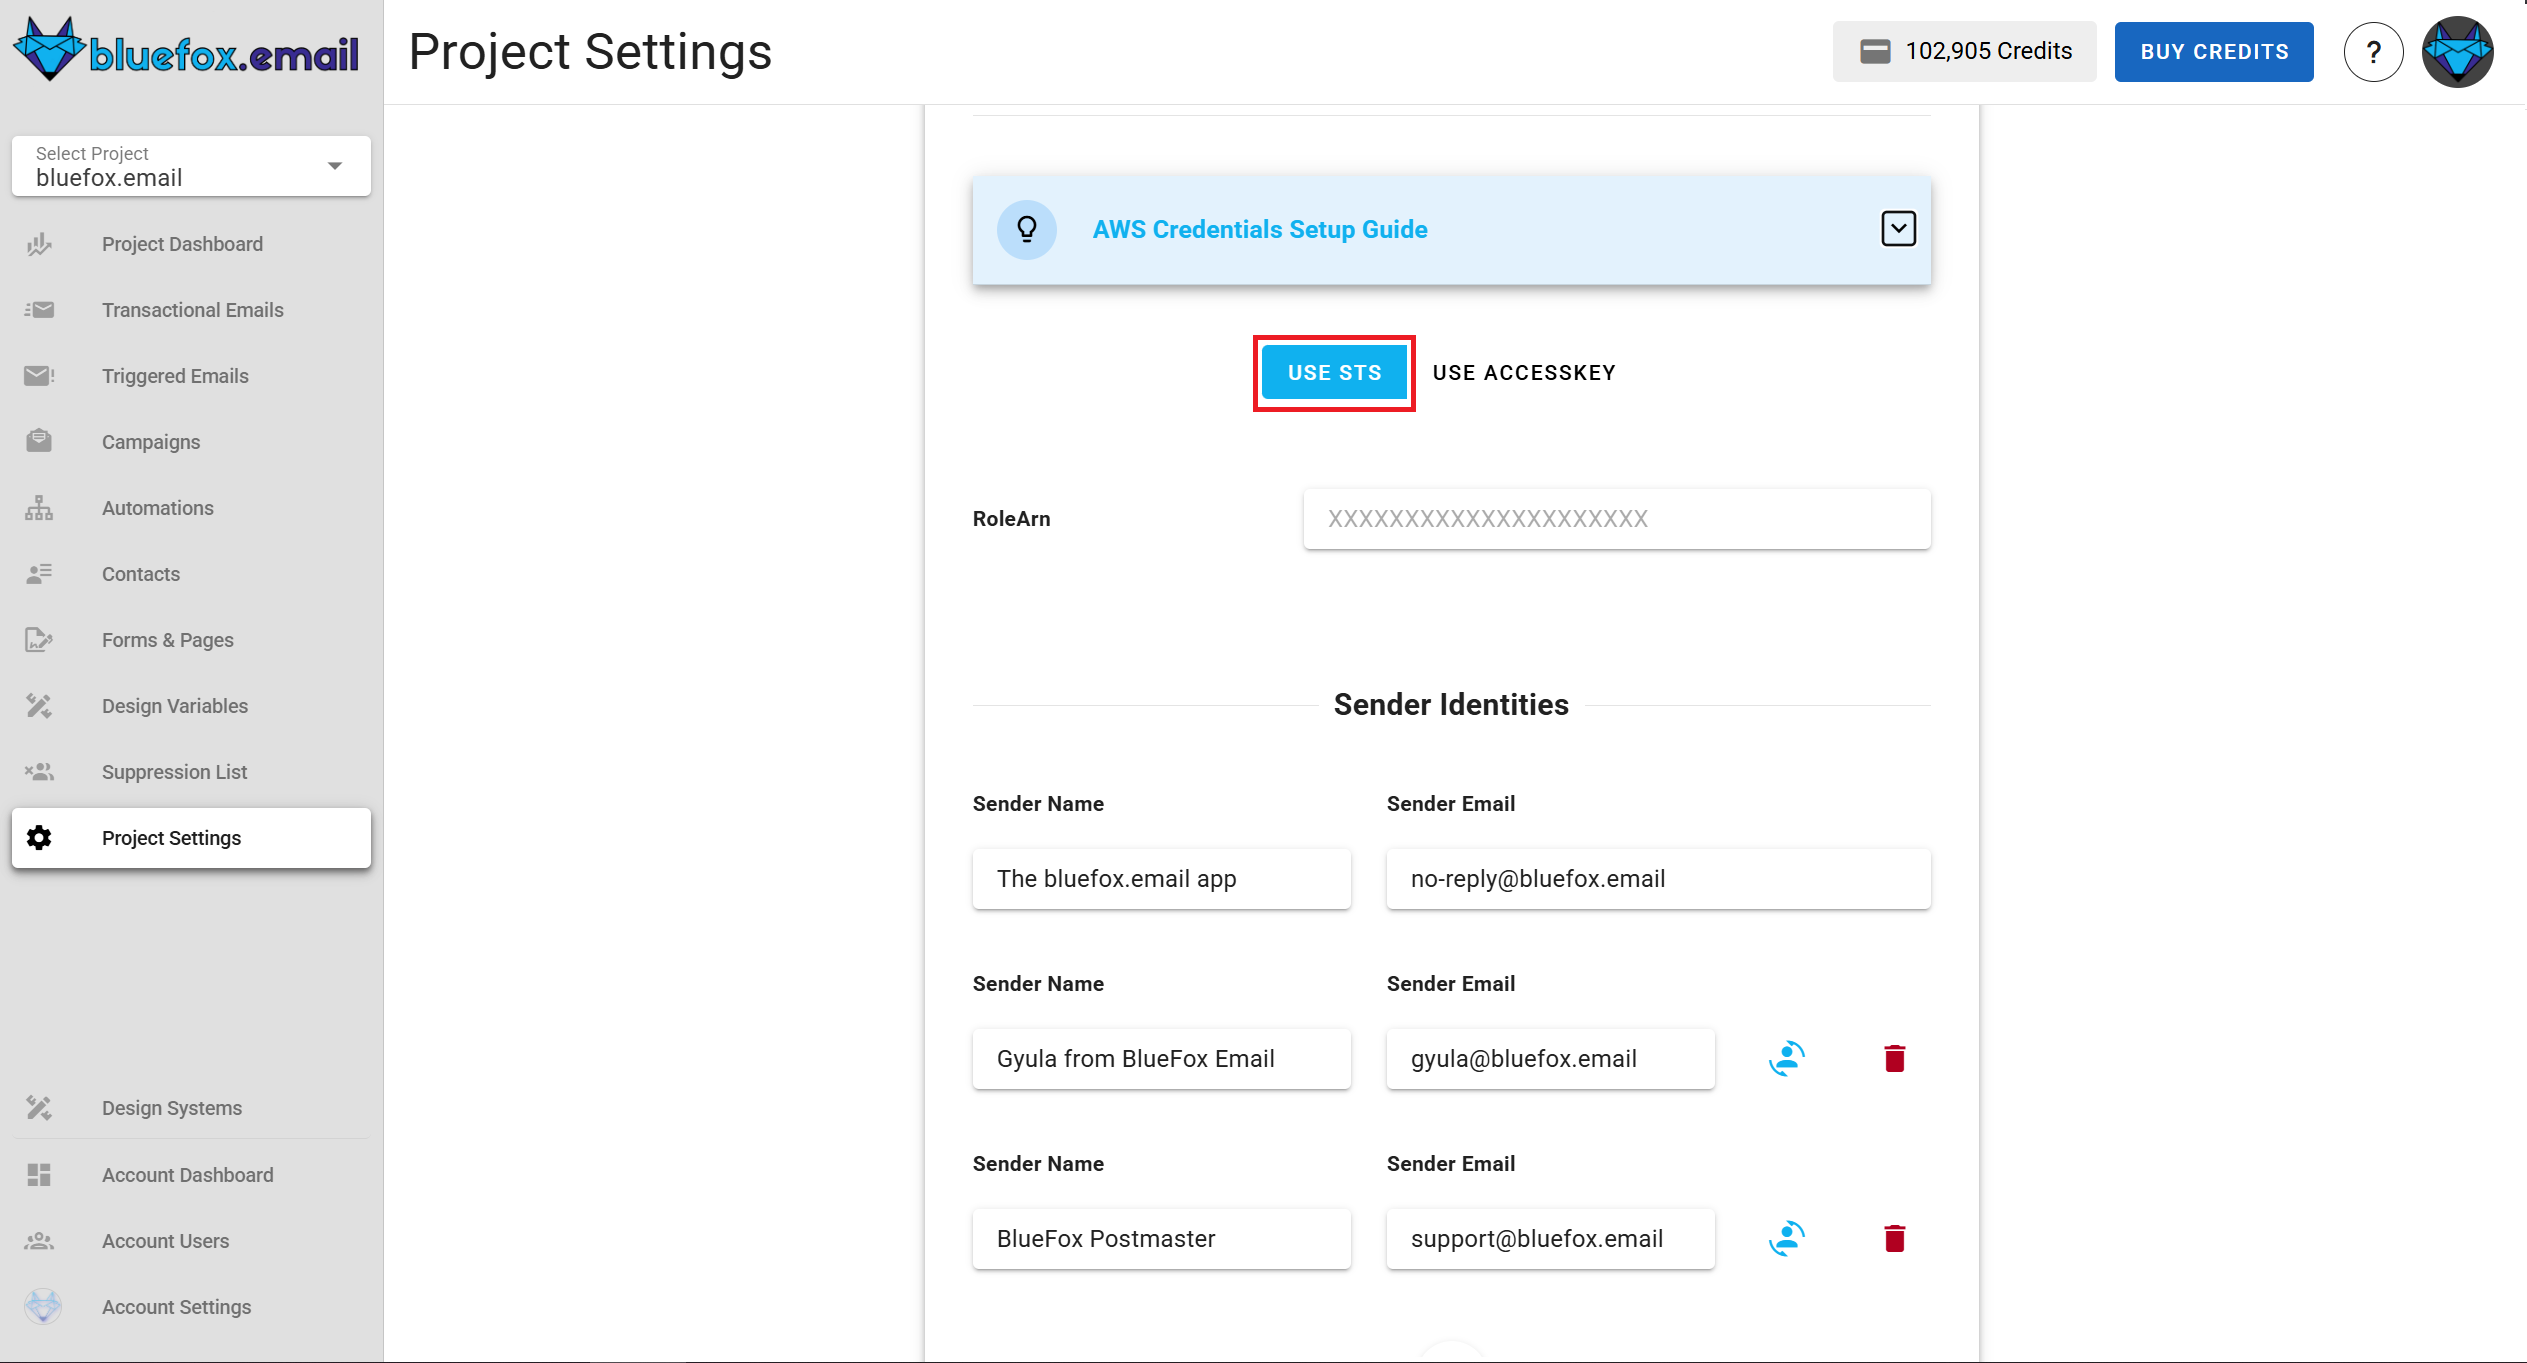 bluefox.email
Project Settings
102,905 Credits
BUY CREDITS
?
Select Project
bluefox.email
Project Dashboard
Transactional Emails
Triggered Emails
Campaigns
Automations
Contacts
Forms & Pages
Design Variables
Suppression List
Project Settings
Design Systems
Account Dashboard
Account Users
Account Settings
AWS Credentials Setup Guide
USE STS
USE ACCESSKEY
RoleArn
XXXXXXXXXXXXXXXXXXXXX
Sender Identities
Sender Name
Sender Email
The bluefox.email app
no-reply@bluefox.email
Sender Name
Sender Email
Gyula from BlueFox Email
gyula@bluefox.email
Sender Name
Sender Email
BlueFox Postmaster
support@bluefox.email